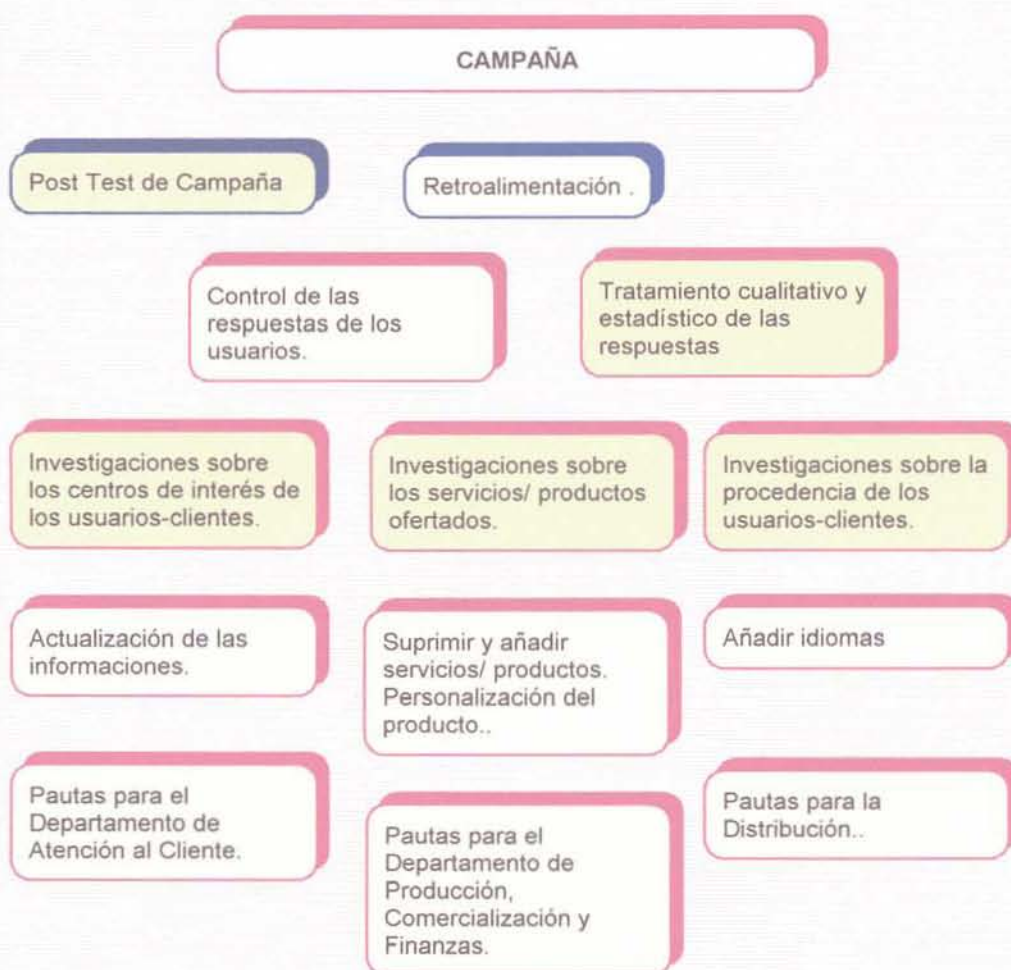 CAMPAÑA
Post Test de Campaña
Retroalimentación .
Control de las
respuestas de los
usuarios.
Tratamiento cualitativo y
estadístico de las
respuestas
Investigaciones sobre
los centros de interés de
los usuarios-clientes.
Investigaciones sobre
los servicios/ productos
ofertados.
Investigaciones sobre la
procedencia de los
usuarios-clientes.
Actualización de las
informaciones.
Suprimir y añadir
servicios/ productos.
Personalización del
producto..
Añadir idiomas
Pautas para el
Departamento de
Atención al Cliente.
Pautas para el
Departamento de
Producción,
Comercialización y
Finanzas.
Pautas para la
Distribución..